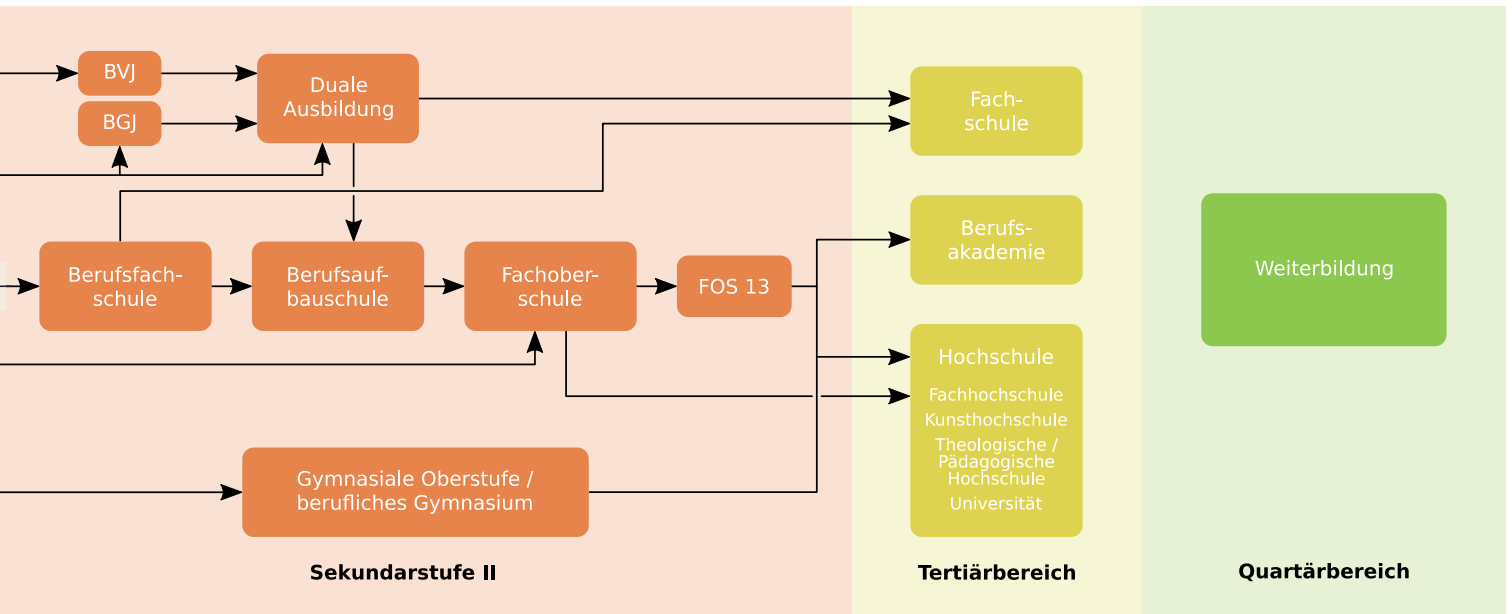 BVJ
BGJ
Duale
Ausbildung
Fach-
schule
Berufs-
akademie
Weiterbildung
Berufsfach-
schule
Berufsauf-
bauschule
Fachober-
schule
FOS 13
Hochschule
Fachhochschule
Kunsthochschule
Theologische /
Pädagogische
Hochschule
Universität
Gymnasiale Oberstufe /
berufliches Gymnasium
Sekundarstufe II
Tertiärbereich
Quartärbereich